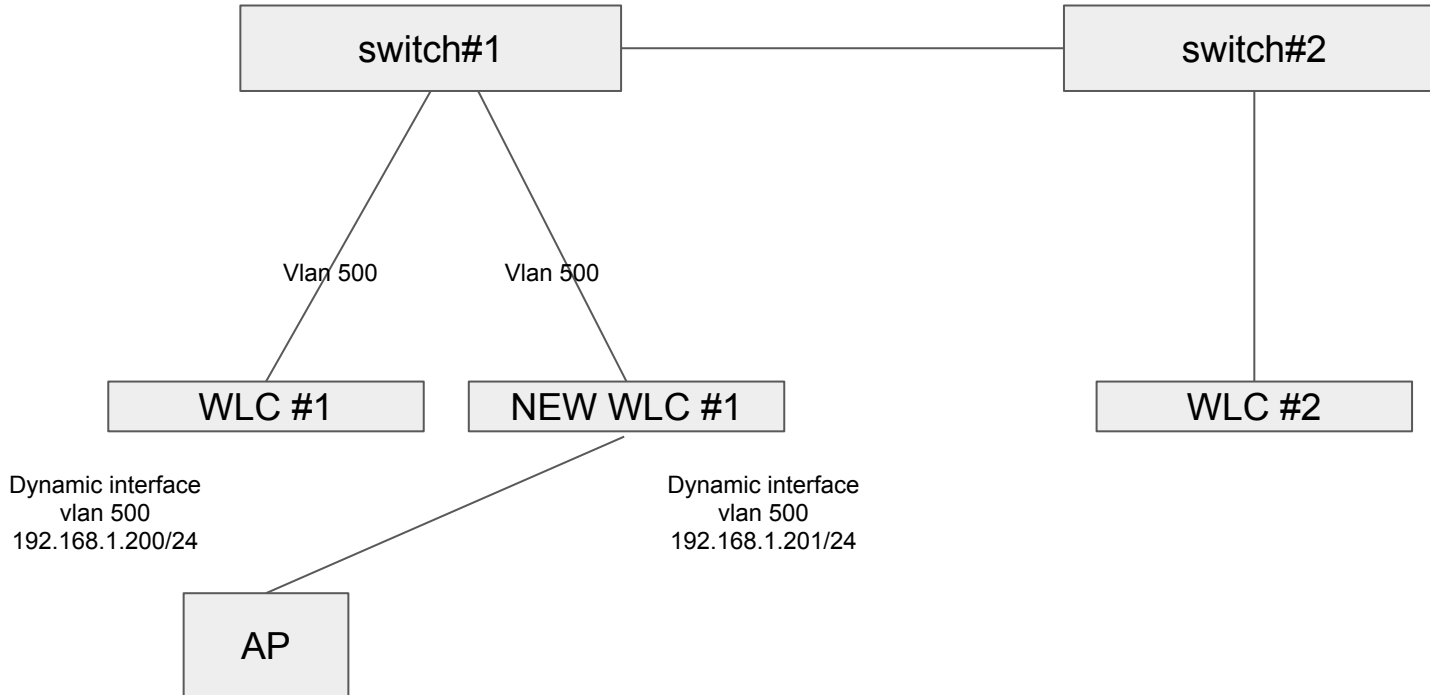 switch#1
switch#2
Vlan 500
Vlan 500
WLC #1
NEW WLC #1
WLC #2
Dynamic interface
vlan 500
192.168.1.200/24
Dynamic interface
vlan 500
192.168.1.201/24
AP